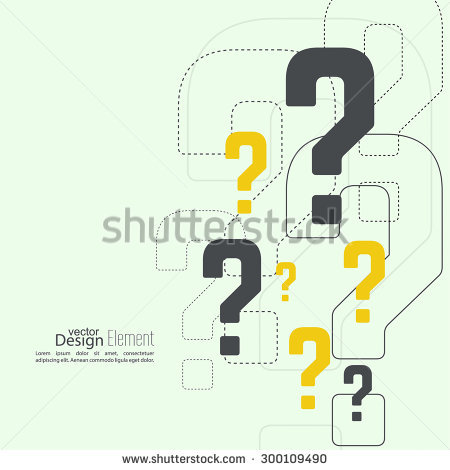 shutterstock
vector
Design Element
Lorem ipsum dolor sit amet, consectetuer
adipiscing elit. Aenean commodo ligula eget dolor.
www.shutterstock.com · 300109490